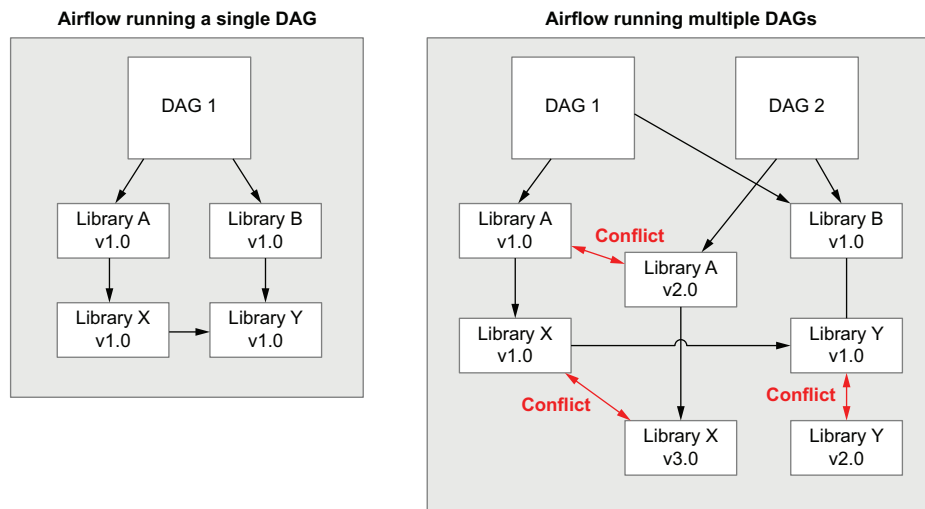 Airflow running a single DAG
DAG 1
Library A
v1.0
Library B
v1.0
Library X
v1.0
Library Y
v1.0
Airflow running multiple DAGs
DAG 1
DAG 2
Library A
v1.0
Conflict
Library A
v2.0
Library B
v1.0
Library X
v1.0
Library Y
v1.0
Conflict
Library X
v3.0
Conflict
Library Y
v2.0